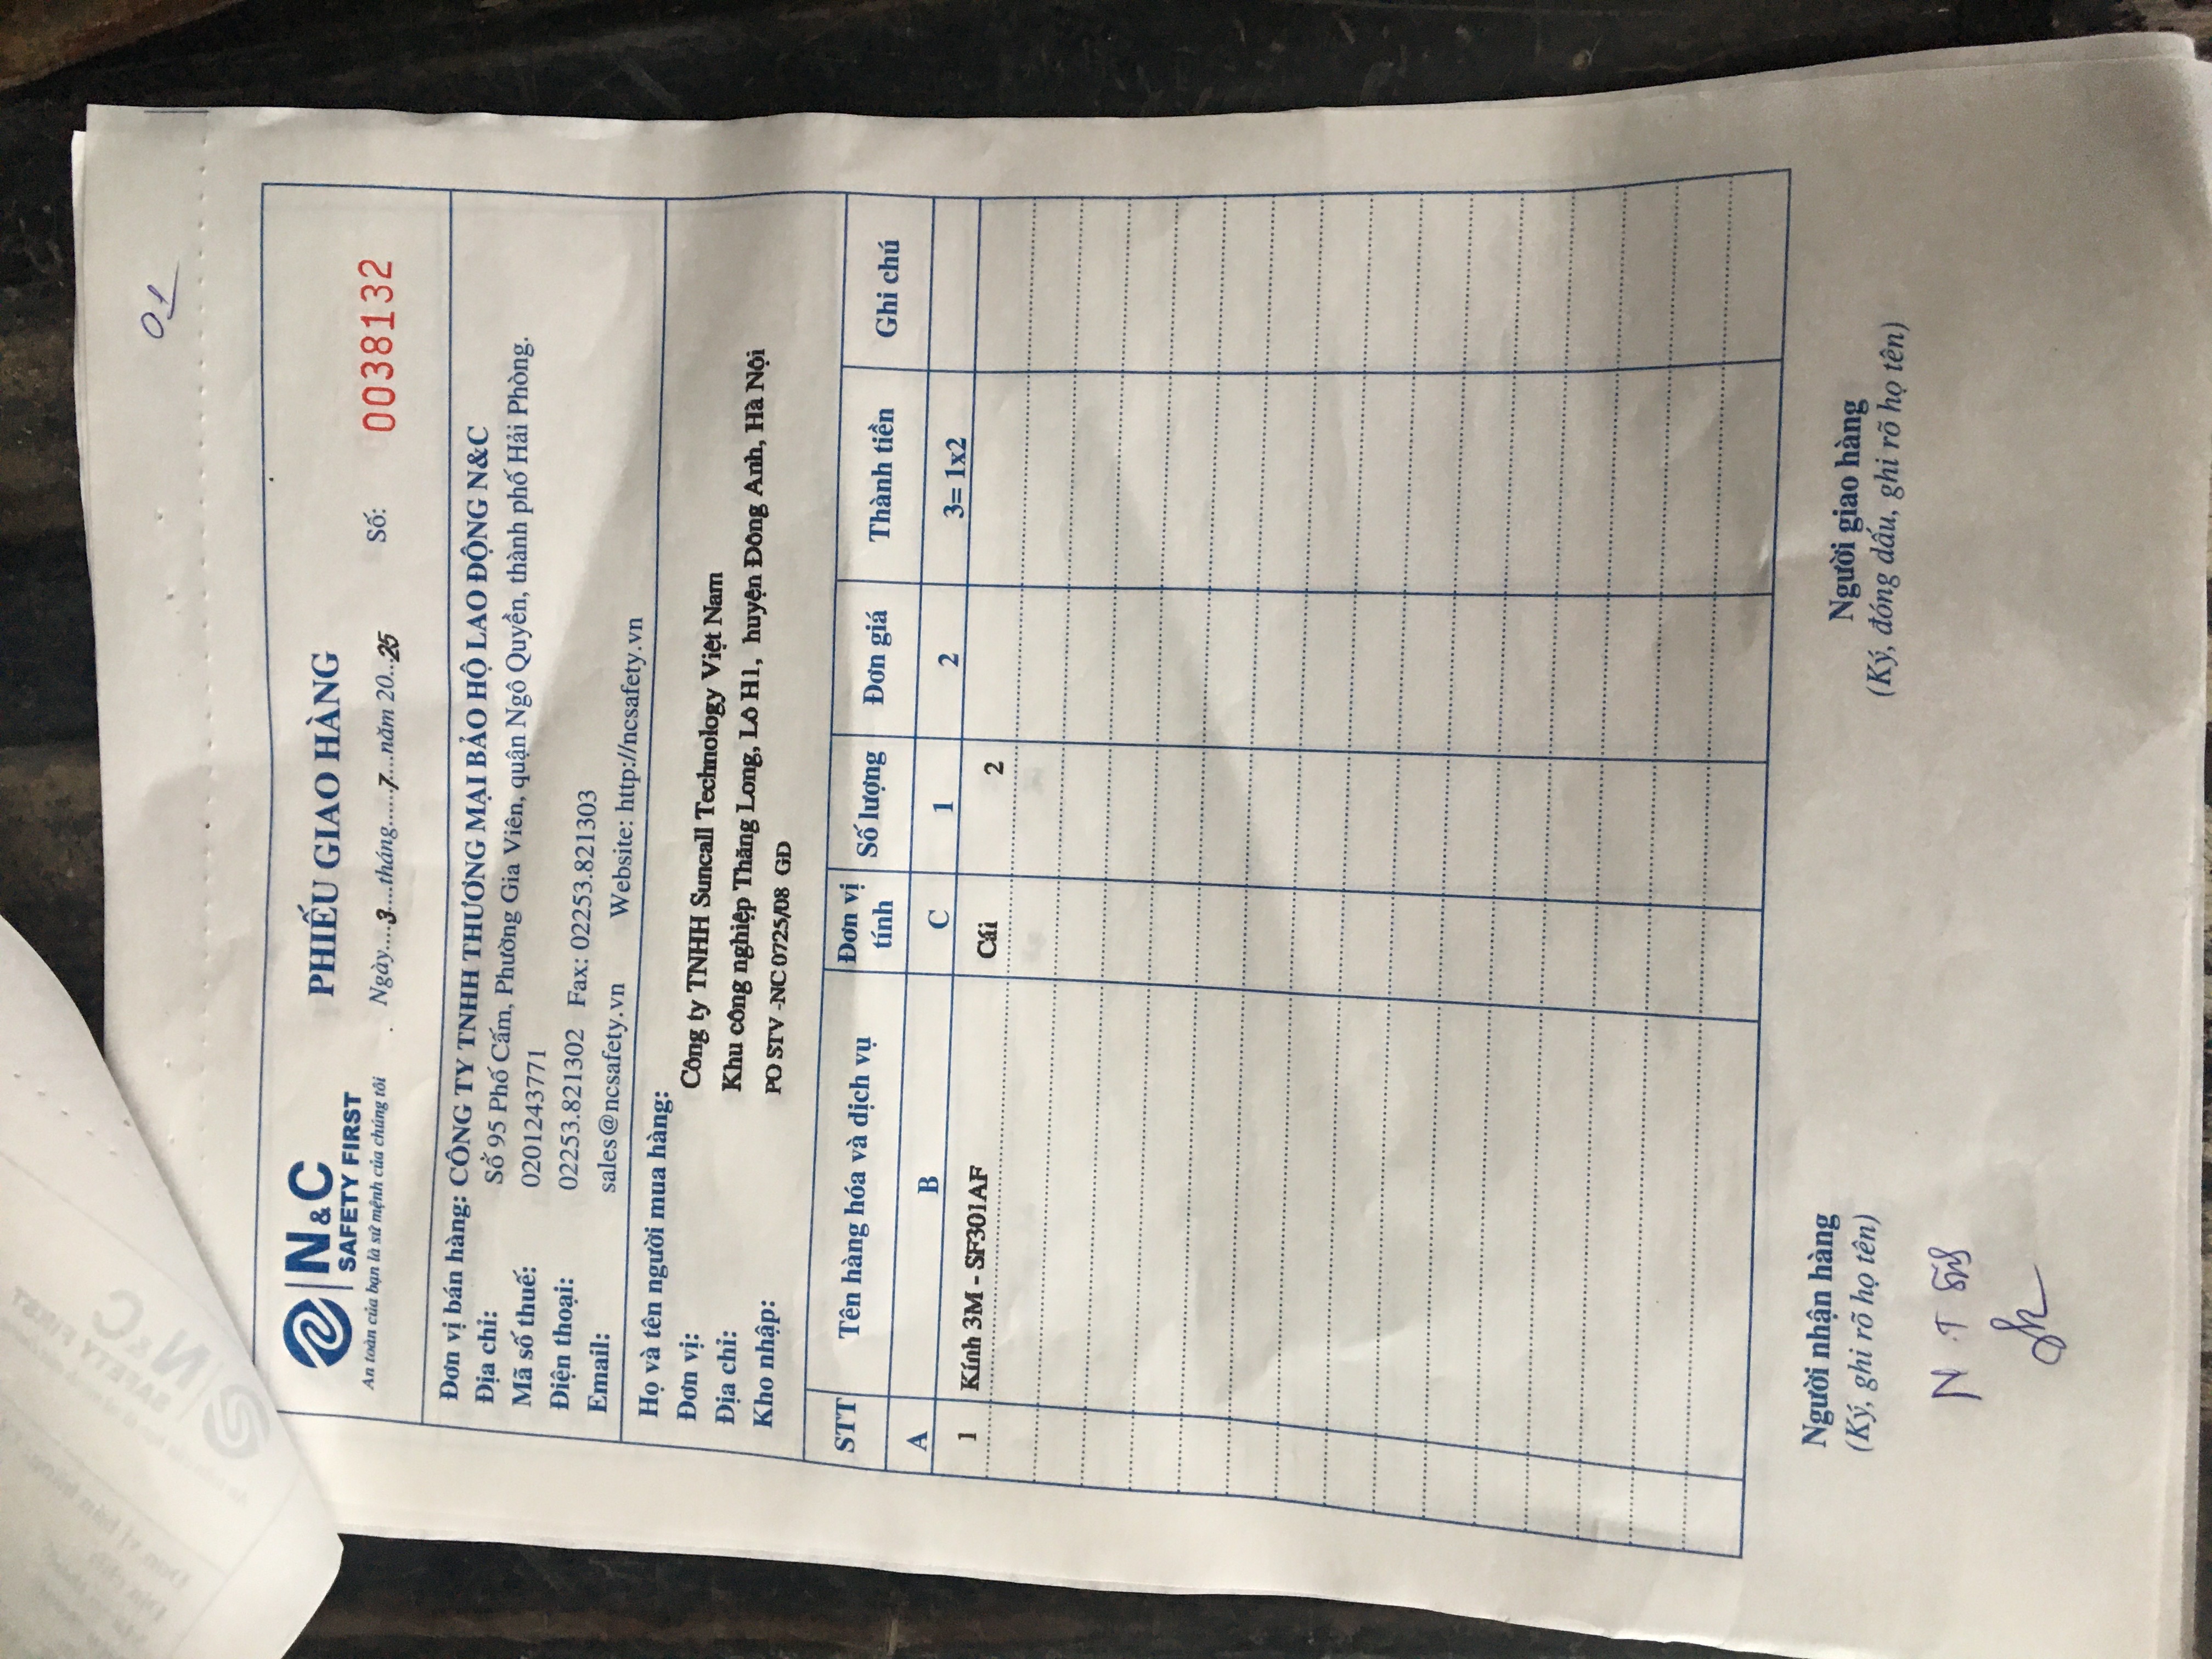 01
N&C
SAFETY FIRST
An toàn của bạn là sứ mệnh của chúng tôi
PHIẾU GIAO HÀNG
Ngày....3....tháng......7....năm 20..25
Số: 0038132
Đơn vị bán hàng: CÔNG TY TNHH THƯƠNG MẠI BẢO HỘ LAO ĐỘNG N&C
Địa chỉ: Số 95 Phố Cấm, Phường Gia Viên, quận Ngô Quyền, thành phố Hải Phòng.
Mã số thuế: 0201243771
Điện thoại: 02253.821302 Fax: 02253.821303
Email: sales@ncsafety.vn Website: http://ncsafety.vn
Họ và tên người mua hàng:
Đơn vị: Công ty TNHH Suncall Technology Việt Nam
Địa chỉ: Khu công nghiệp Thăng Long, Lô H1, huyện Đông Anh, Hà Nội
Kho nhập: PO STV -NC 0725/08 GD
STT Tên hàng hóa và dịch vụ Đơn vị tính Số lượng Đơn giá Thành tiền Ghi chú
A B C 1 2 3= 1x2
1 Kính 3M - SF301AF Cái 2
Người nhận hàng Người giao hàng
(Ký, ghi rõ họ tên) (Ký, đóng dấu, ghi rõ họ tên)
N.T